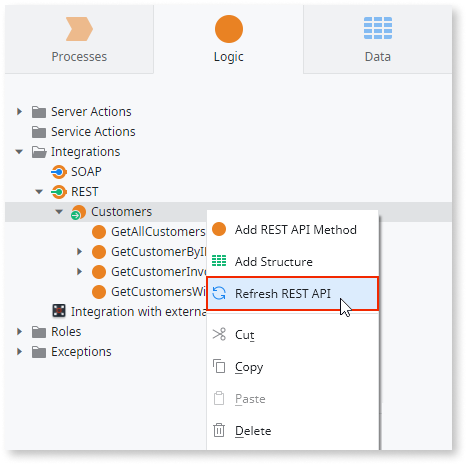 Processes
Logic
Data
Server Actions
Service Actions
Integrations
SOAP
REST
Customers
GetAllCustomers
GetCustomerByI
GetCustomerInvo
GetCustomersWi
Integration with externa
Roles
Exceptions
Add REST API Method
Add Structure
Refresh REST API
Cut
Copy
Paste
Delete